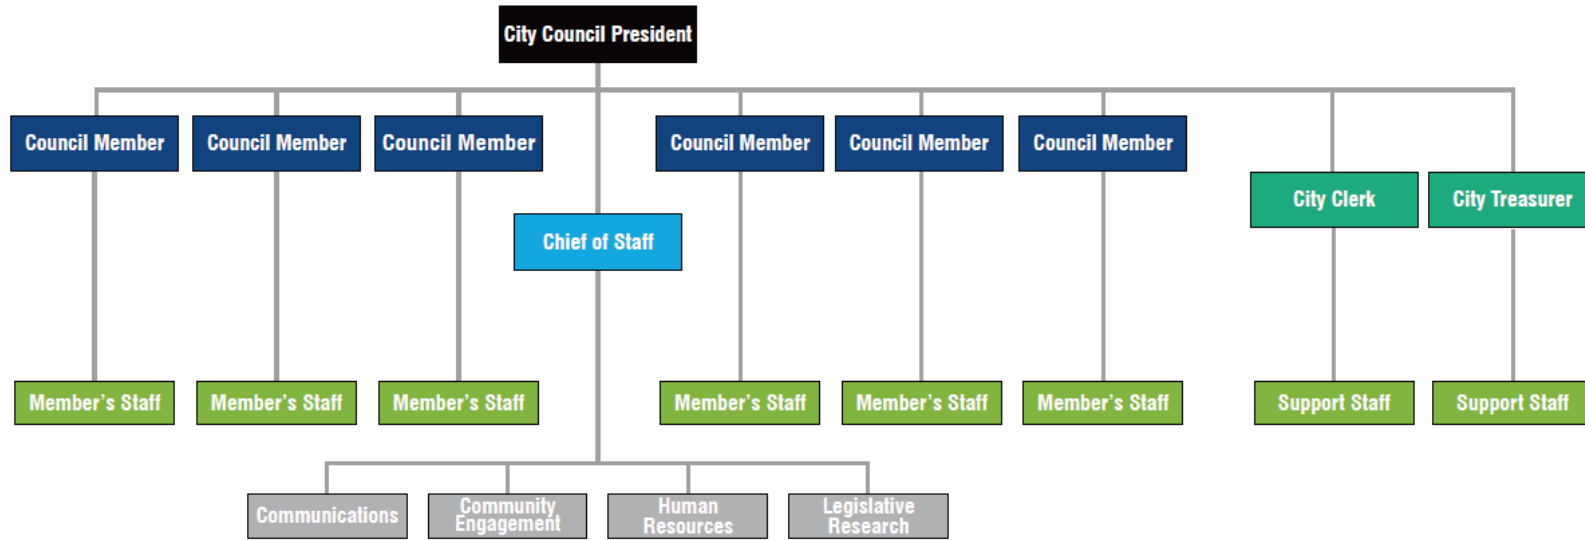 City Council President
Council Member
Council Member
Council Member
Council Member
Council Member
Council Member
City Clerk
City Treasurer
Chief of Staff
Member's Staff
Member's Staff
Member's Staff
Member's Staff
Member's Staff
Member's Staff
Support Staff
Support Staff
Communications
Community
Engagement
Human
Resources
Legislative
Research